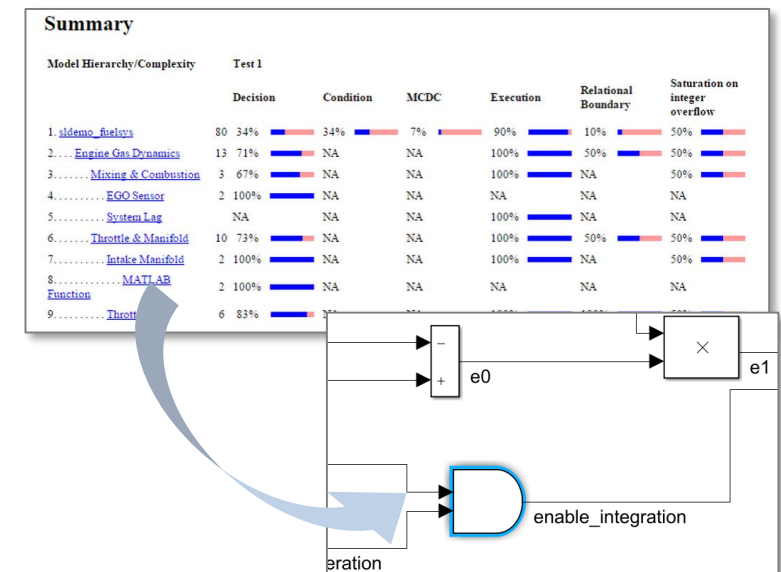 Summary
Model Hierarchy/Complexity Test 1
Decision Condition MCDC Execution Relational Boundary Saturation on integer overflow
1. sldemo_fuelsys 80 34% 34% 7% 90% 10% 50%
2.... Engine Gas Dynamics 13 71% NA NA 100% 50% 50%
3....... Mixing & Combustion 3 67% NA NA 100% NA 50%
4.......... EGO Sensor 2 100% NA NA NA NA NA
5.......... System Lag NA NA NA 100% NA NA
6....... Throttle & Manifold 10 73% NA NA 100% 50% 50%
7.......... Intake Manifold 2 100% NA NA 100% NA 50%
8............. MATLAB Function 2 100% NA NA NA NA NA
9.......... 6 83%
− × e1
+ e0
enable_integration